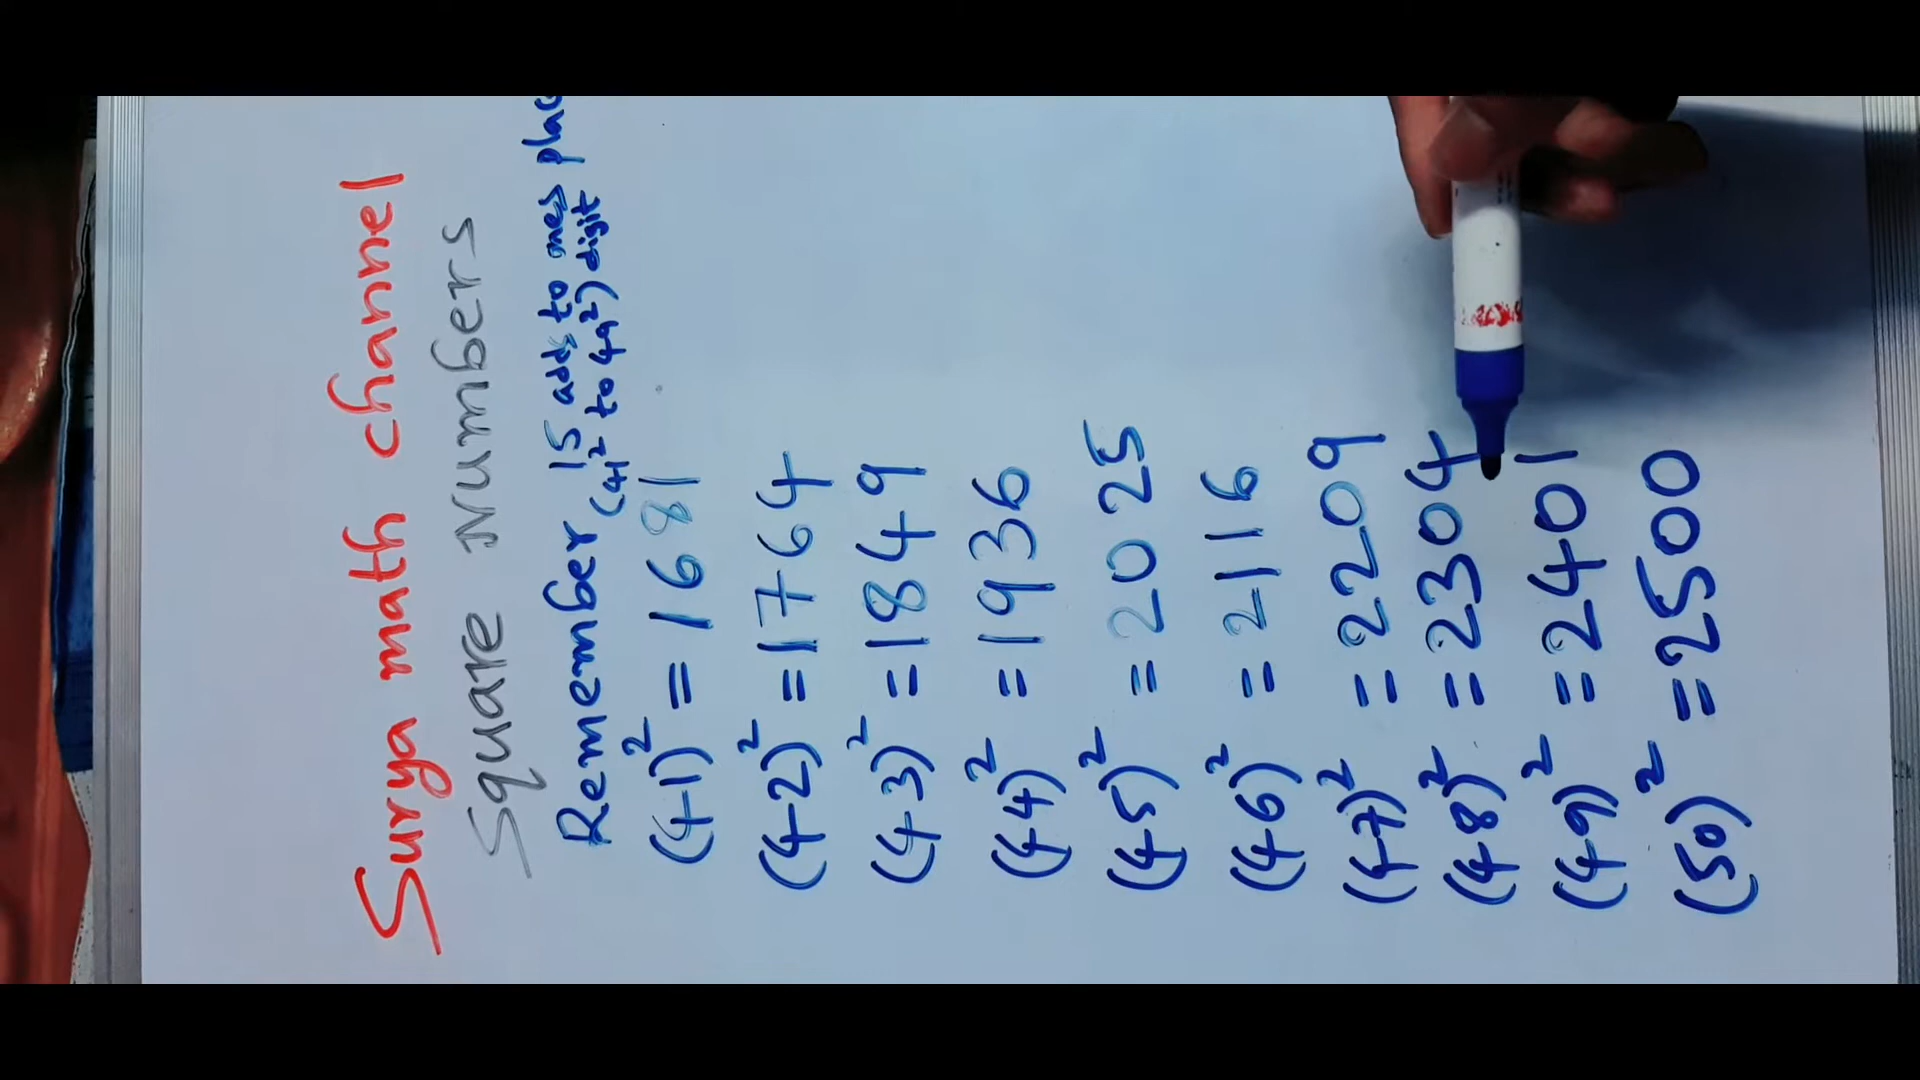 Surya math channel
Square numbers
Remember 15 adds to ones plac
(41² to 49²) digit
(41)² = 1681
(42)² = 1764
(43)² = 1849
(44)² = 1936
(45)² = 2025
(46)² = 2116
(47)² = 2209
(48)² = 2304
(49)² = 2401
(50)² = 2500